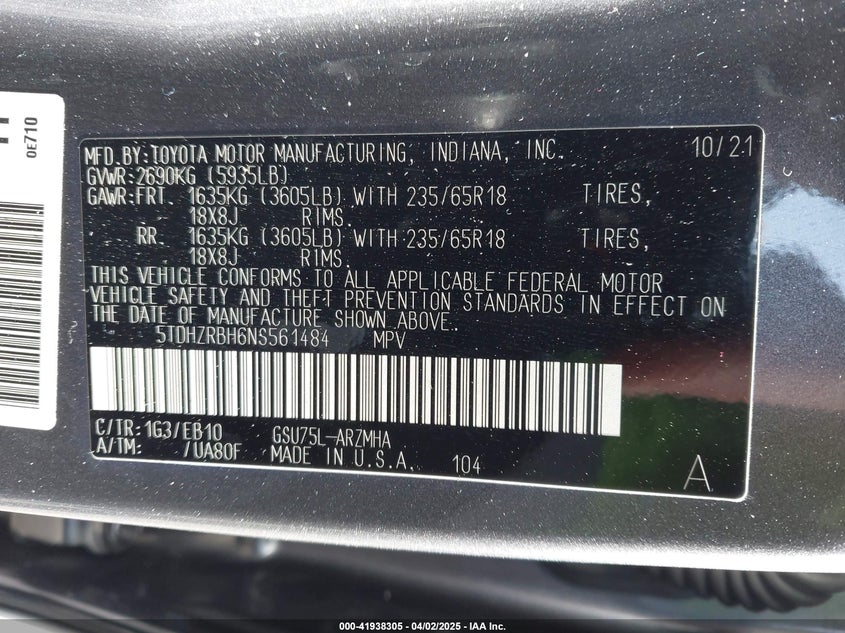 0E710
MFD.BY:TOYOTA MOTOR MANUFACTURING, INDIANA, INC. 10/21
GVWR:2690KG (5935LB)
GAWR:FRT. 1635KG (3605LB) WITH 235/65R18 TIRES,
18X8J RIMS.
RR 1635KG (3605LB) WITH 235/65R18 TIRES,
18X8J RIMS.
THIS VEHICLE CONFORMS TO ALL APPLICABLE FEDERAL MOTOR
VEHICLE SAFETY AND THEFT PREVENTION STANDARDS IN EFFECT ON
THE DATE OF MANUFACTURE SHOWN ABOVE.
5TDHZRBH6NS561484 MPV
C/TR:1G3/EB10 GSU75L-ARZMHA
A/TM: /UA80F MADE IN U.S.A. 104 A
000-41938305 - 04/02/2025 - IAA Inc.